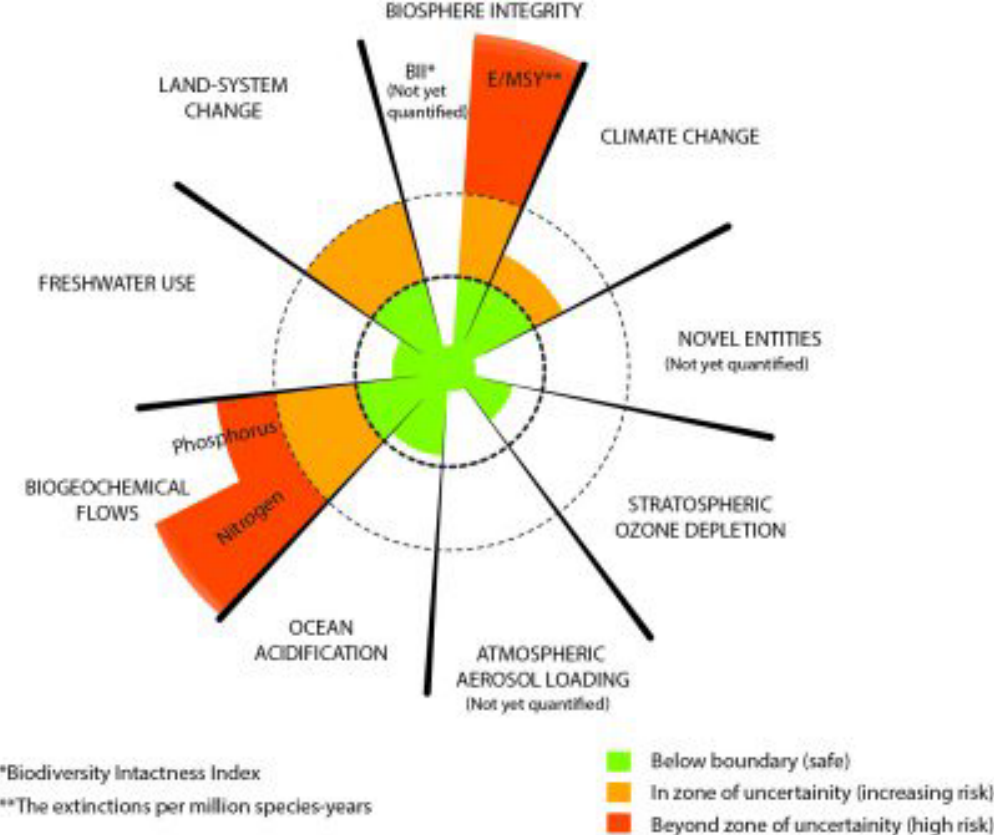 BIOSPHERE INTEGRITY
LAND-SYSTEM
CHANGE
BII*
(Not yet
quantified)
E/MSY**
CLIMATE CHANGE
FRESHWATER USE
NOVEL ENTITIES
(Not yet quantified)
Phosphorus
BIOGEOCHEMICAL
FLOWS
Nitrogen
STRATOSPHERIC
OZONE DEPLETION
OCEAN
ACIDIFICATION
ATMOSPHERIC
AEROSOL LOADING
(Not yet quantified)
*Biodiversity Intactness Index
**The extinctions per million species-years
Below boundary (safe)
In zone of uncertainity (increasing risk)
Beyond zone of uncertainity (high risk)